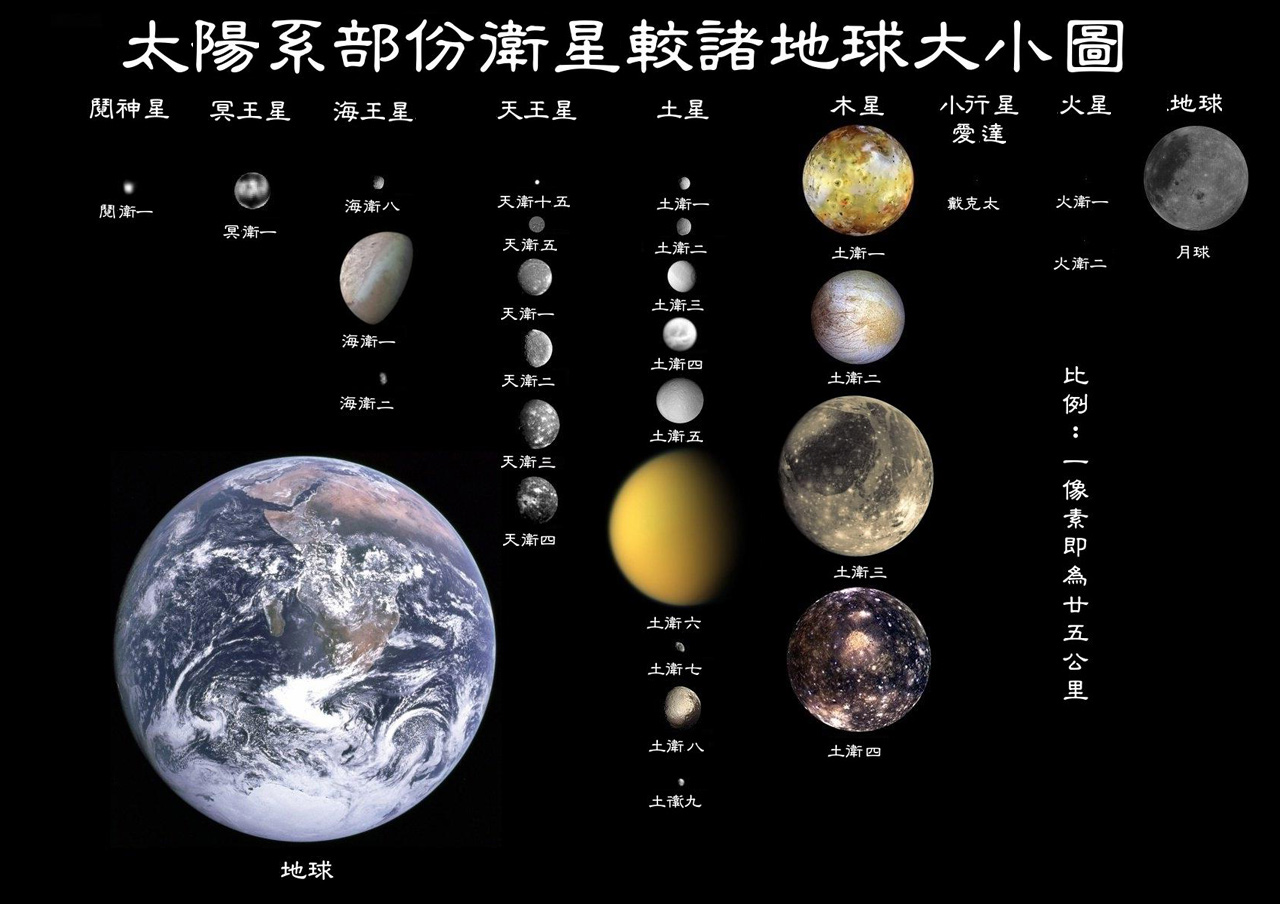 太陽系部份衛星較諸地球大小圖
鬩神星
冥王星
海王星
天王星
土星
木星
小行星
愛達
火星
地球
鬩衛一
冥衛一
海衛八
海衛一
海衛二
天衛十五
天衛五
天衛一
天衛二
天衛三
天衛四
土衛一
土衛二
土衛三
土衛四
土衛五
土衛六
土衛七
土衛八
土衛九
土衛一
土衛二
土衛三
土衛四
戴克太
火衛一
火衛二
月球
比例：一像素即為廿五公里
地球